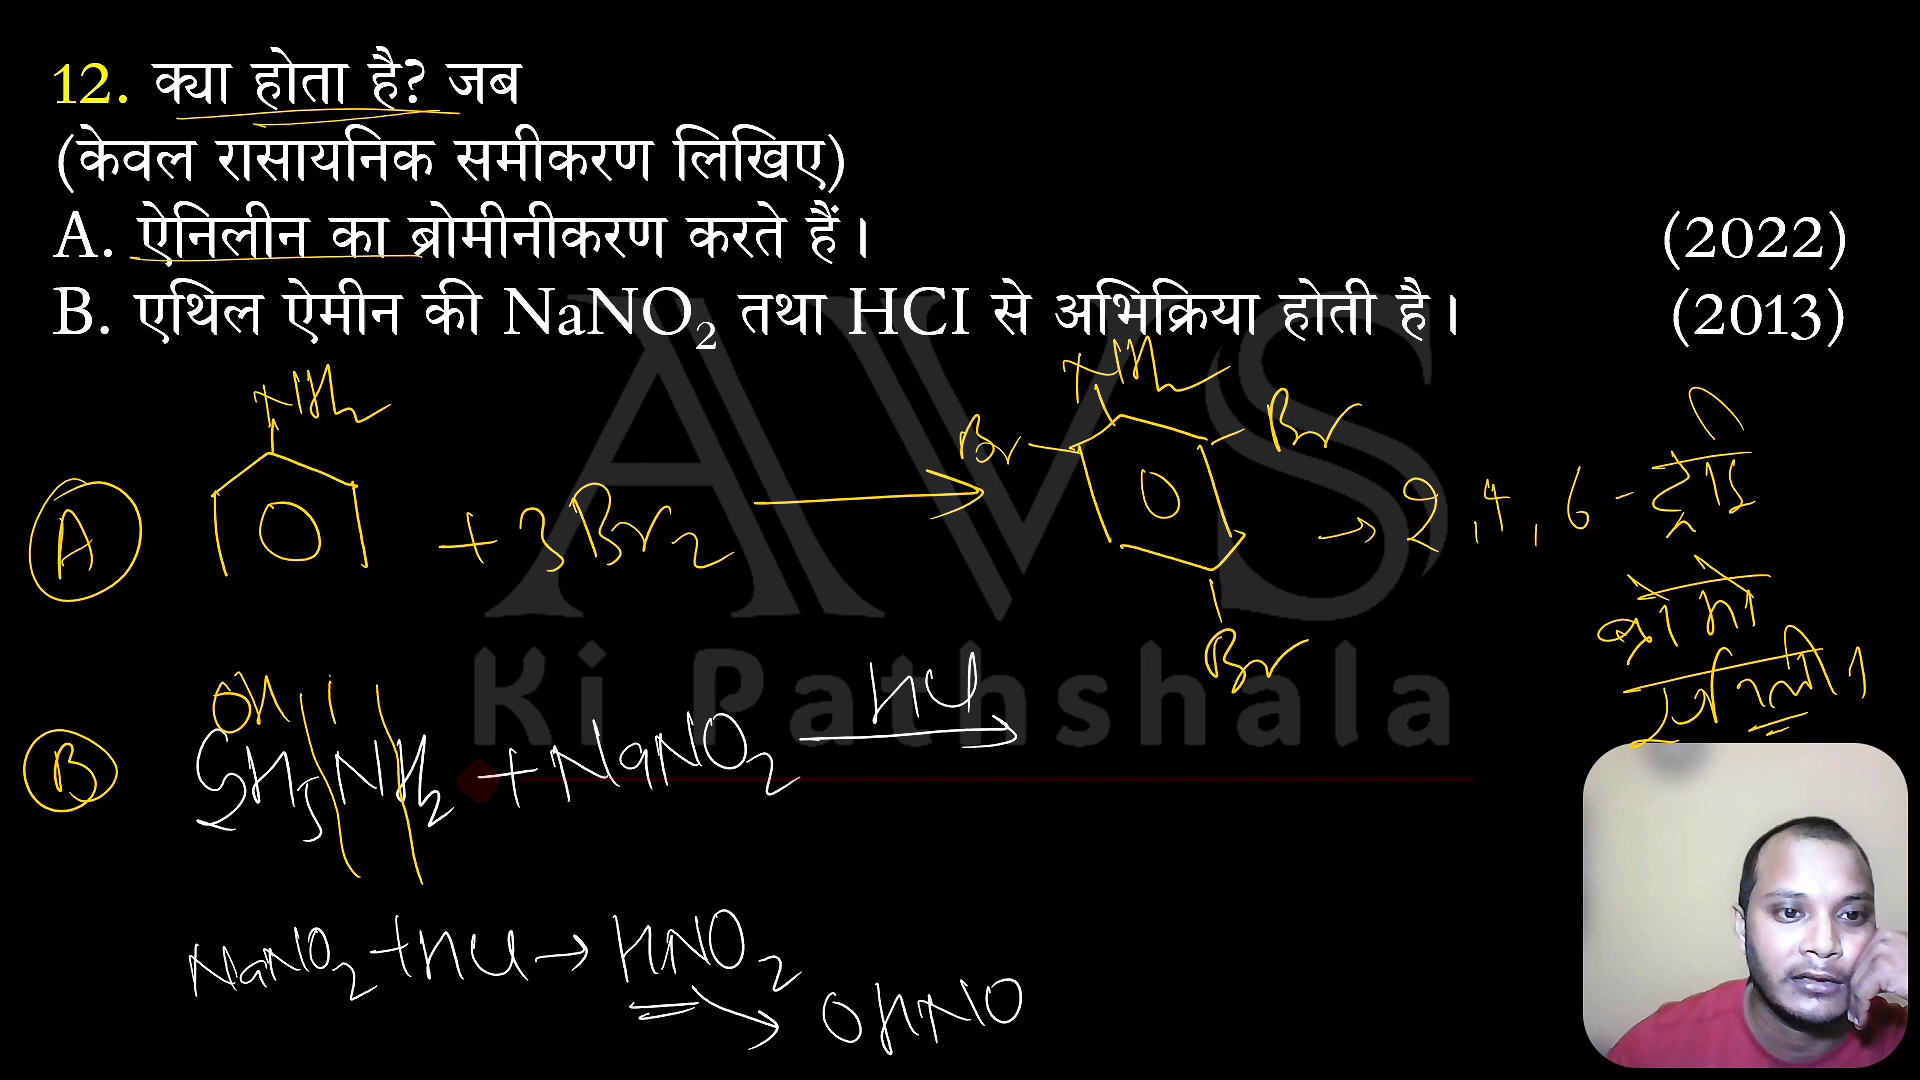 12. क्या होता है? जब
(केवल रासायनिक समीकरण लिखिए)
A. ऐनिलीन का ब्रोमीनीकरण करते हैं। (2022)
B. एथिल ऐमीन की NaNO₂ तथा HCl से अभिक्रिया होती है। (2013)
AVS
Ki Pathshala
NH₂
NH₂
Br
Br
A
+ 3Br₂
→ 2,4,6-ट्राई
ब्रोमो
Br
OH
HCl
B
C₂H₅NH₂ + NaNO₂
NaNO₂ + HCl → HNO₂
OHNO